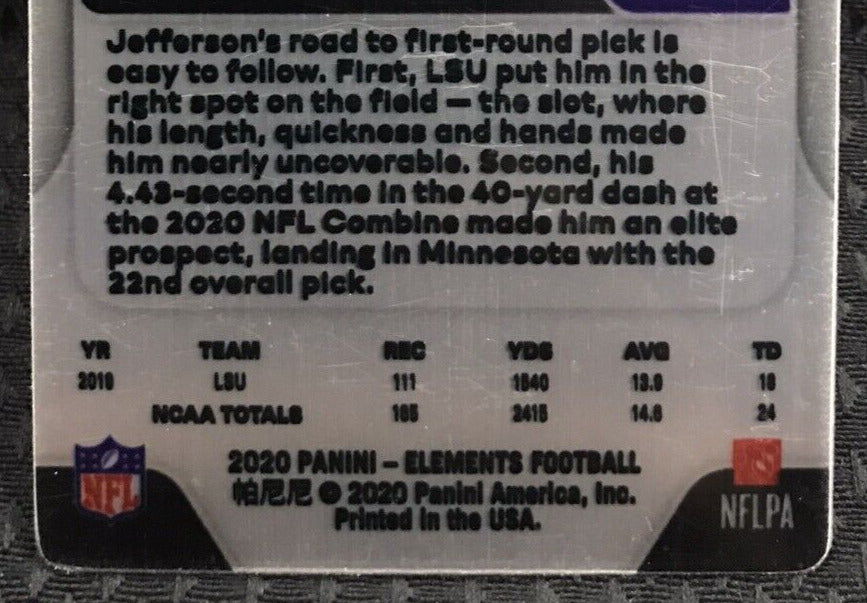 Jefferson's road to first-round pick is
easy to follow. First, LSU put him in the
right spot on the field — the slot, where
his length, quickness and hands made
him nearly uncoverable. Second, his
4.43-second time in the 40-yard dash at
the 2020 NFL Combine made him an elite
prospect, landing in Minnesota with the
22nd overall pick.
YR TEAM REC YDS AVG TD
2019 LSU 111 1540 13.9 18
NCAA TOTALS 165 2415 14.6 24
2020 PANINI – ELEMENTS FOOTBALL
帕尼尼 © 2020 Panini America, Inc.
Printed in the USA.
NFL
NFLPA